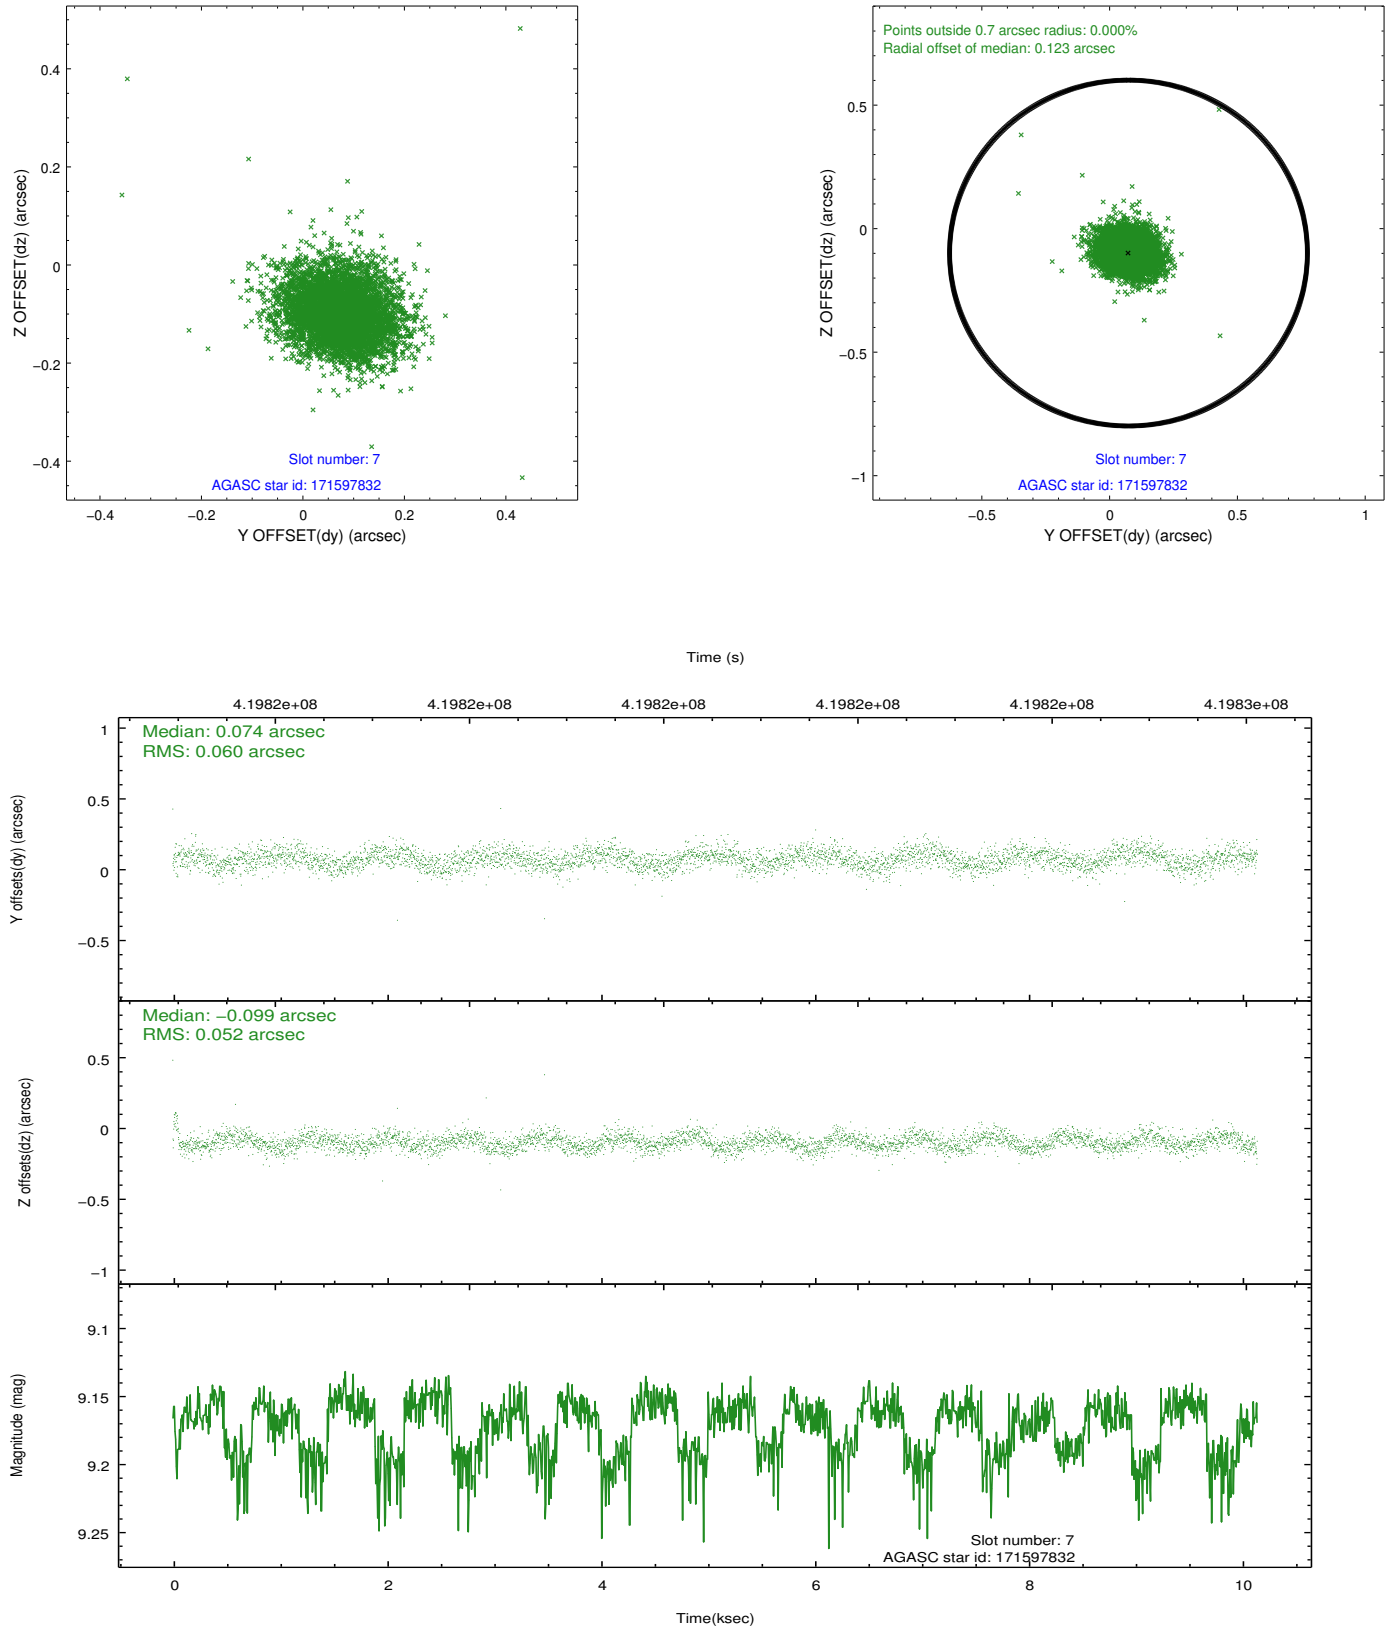 0.4
0.2
0
−0.2
−0.4
Z OFFSET(dz) (arcsec)
Slot number: 7
AGASC star id: 171597832
−0.4 −0.2 0 0.2 0.4
Y OFFSET(dy) (arcsec)
Points outside 0.7 arcsec radius: 0.000%
Radial offset of median: 0.123 arcsec
0.5
0
−0.5
−1
Z OFFSET(dz) (arcsec)
Slot number: 7
AGASC star id: 171597832
−0.5 0 0.5 1
Y OFFSET(dy) (arcsec)
Time (s)
4.1982e+08 4.1982e+08 4.1982e+08 4.1982e+08 4.1982e+08 4.1983e+08
Median: 0.074 arcsec
RMS: 0.060 arcsec
1
0.5
0
−0.5
Y offsets(dy) (arcsec)
Median: −0.099 arcsec
RMS: 0.052 arcsec
0.5
0
−0.5
−1
Z offsets(dz) (arcsec)
9.1
9.15
9.2
9.25
Magnitude (mag)
Slot number: 7
AGASC star id: 171597832
0 2 4 6 8 10
Time(ksec)